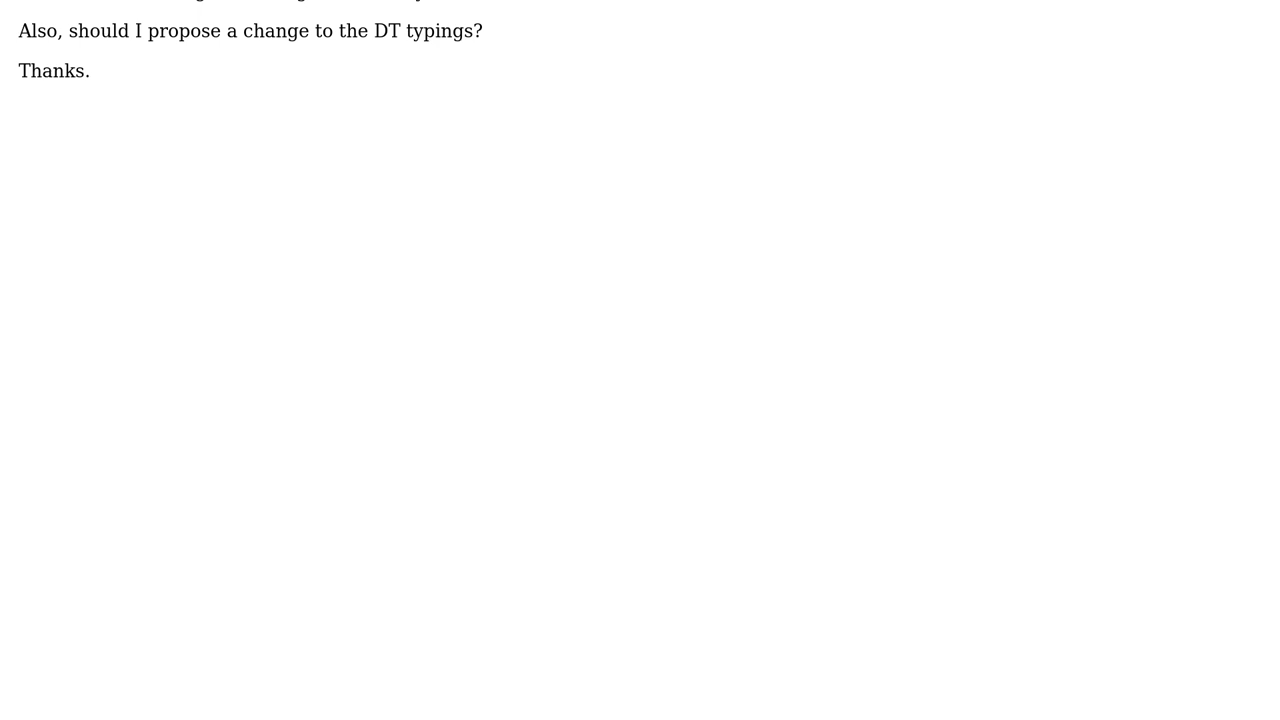 Also, should I propose a change to the DT typings?
Thanks.